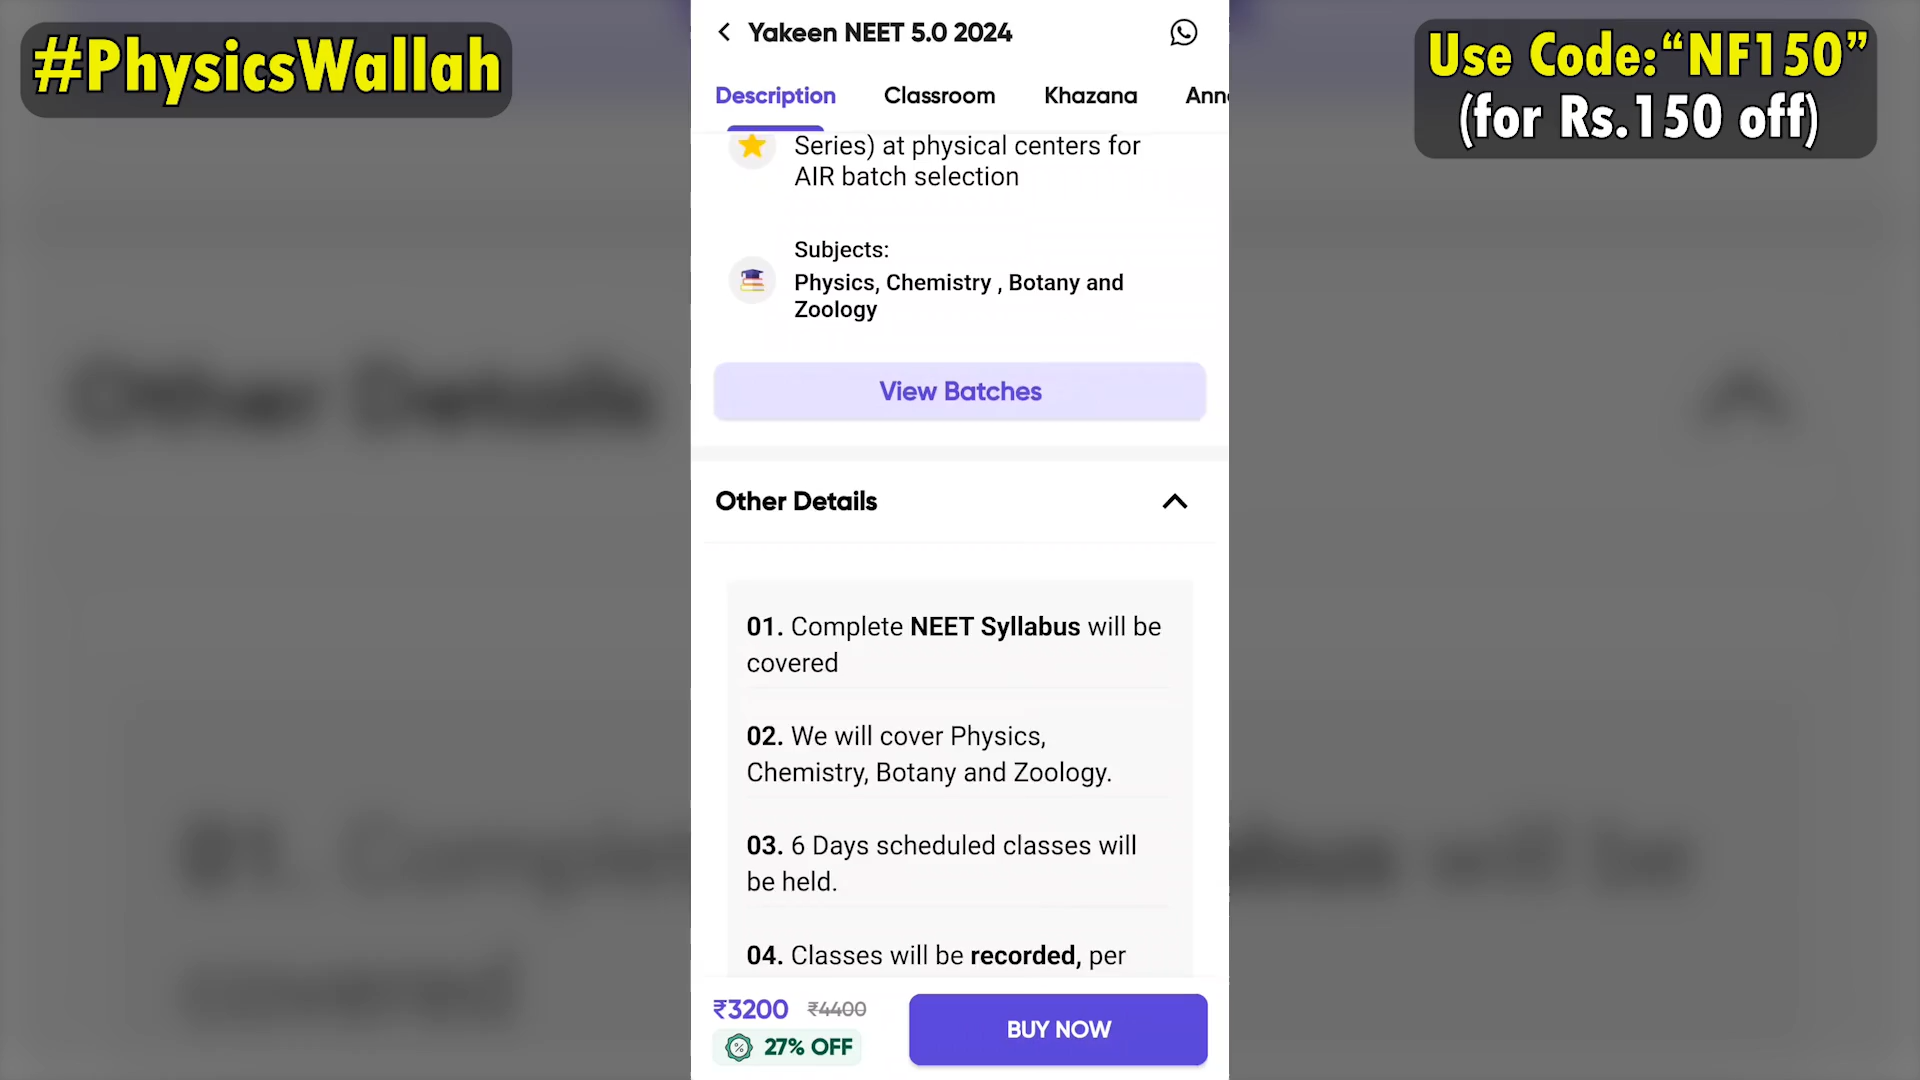 #PhysicsWallah
Use Code:“NF150”
(for Rs.150 off)
Yakeen NEET 5.0 2024
Description Classroom Khazana Ann
Series) at physical centers for
AIR batch selection
Subjects:
Physics, Chemistry , Botany and
Zoology
View Batches
Other Details
01. Complete NEET Syllabus will be
covered
02. We will cover Physics,
Chemistry, Botany and Zoology.
03. 6 Days scheduled classes will
be held.
04. Classes will be recorded, per
₹3200 ₹4400
27% OFF
BUY NOW
Other Details